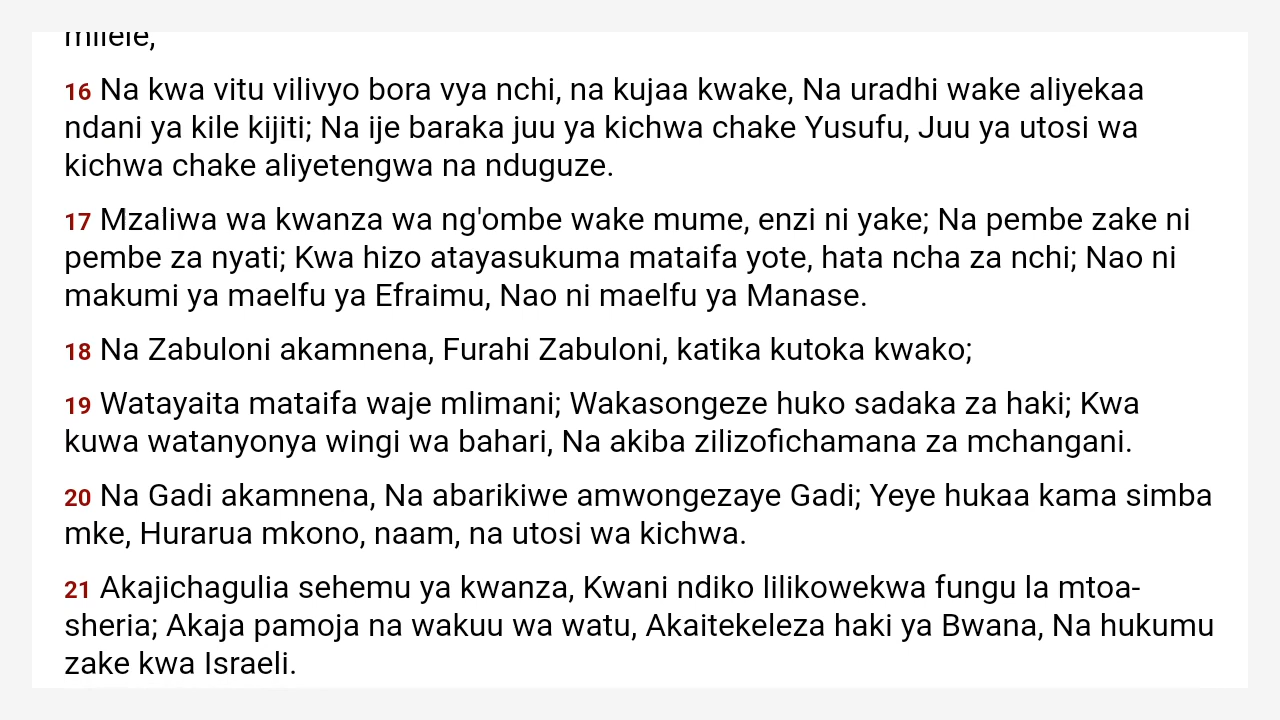 milele,
16 Na kwa vitu vilivyo bora vya nchi, na kujaa kwake, Na uradhi wake aliyekaa
ndani ya kile kijiti; Na ije baraka juu ya kichwa chake Yusufu, Juu ya utosi wa
kichwa chake aliyetengwa na nduguze.
17 Mzaliwa wa kwanza wa ng'ombe wake mume, enzi ni yake; Na pembe zake ni
pembe za nyati; Kwa hizo atayasukuma mataifa yote, hata ncha za nchi; Nao ni
makumi ya maelfu ya Efraimu, Nao ni maelfu ya Manase.
18 Na Zabuloni akamnena, Furahi Zabuloni, katika kutoka kwako;
19 Watayaita mataifa waje mlimani; Wakasongeze huko sadaka za haki; Kwa
kuwa watanyonya wingi wa bahari, Na akiba zilizofichamana za mchangani.
20 Na Gadi akamnena, Na abarikiwe amwongezaye Gadi; Yeye hukaa kama simba
mke, Hurarua mkono, naam, na utosi wa kichwa.
21 Akajichagulia sehemu ya kwanza, Kwani ndiko lilikowekwa fungu la mtoa-
sheria; Akaja pamoja na wakuu wa watu, Akaitekeleza haki ya Bwana, Na hukumu
zake kwa Israeli.